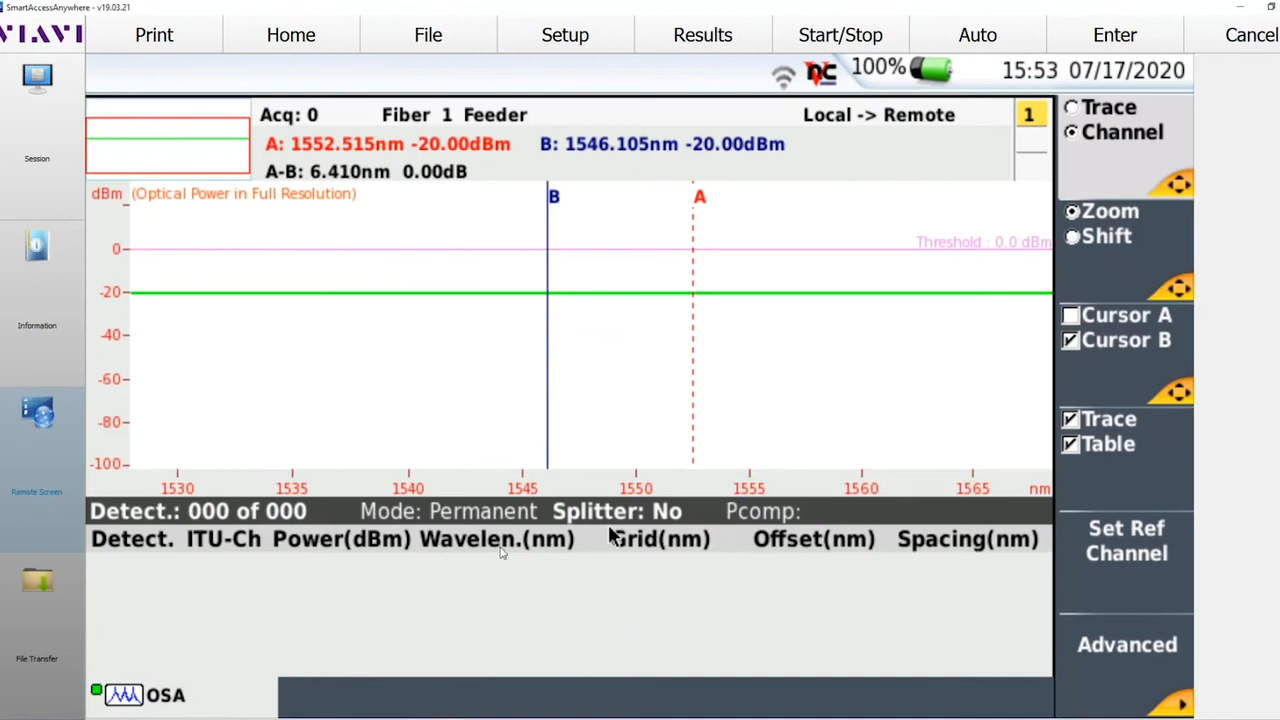 SmartAccessAnywhere - v19.03.21
VIAVI Print Home File Setup Results Start/Stop Auto Enter Cancel
100% 15:53 07/17/2020
Session
Information
Remote Screen
File Transfer
Acq: 0 Fiber 1 Feeder Local -> Remote 1
A: 1552.515nm -20.00dBm B: 1546.105nm -20.00dBm
A-B: 6.410nm 0.00dB
dBm (Optical Power in Full Resolution) B A
Threshold : 0.0 dBm
0
-20
-40
-60
-80
-100
1530 1535 1540 1545 1550 1555 1560 1565 nm
Detect.: 000 of 000 Mode: Permanent Splitter: No Pcomp:
Detect. ITU-Ch Power(dBm) Wavelen.(nm) Grid(nm) Offset(nm) Spacing(nm)
OSA
Trace
Channel
Zoom
Shift
Cursor A
Cursor B
Trace
Table
Set Ref
Channel
Advanced